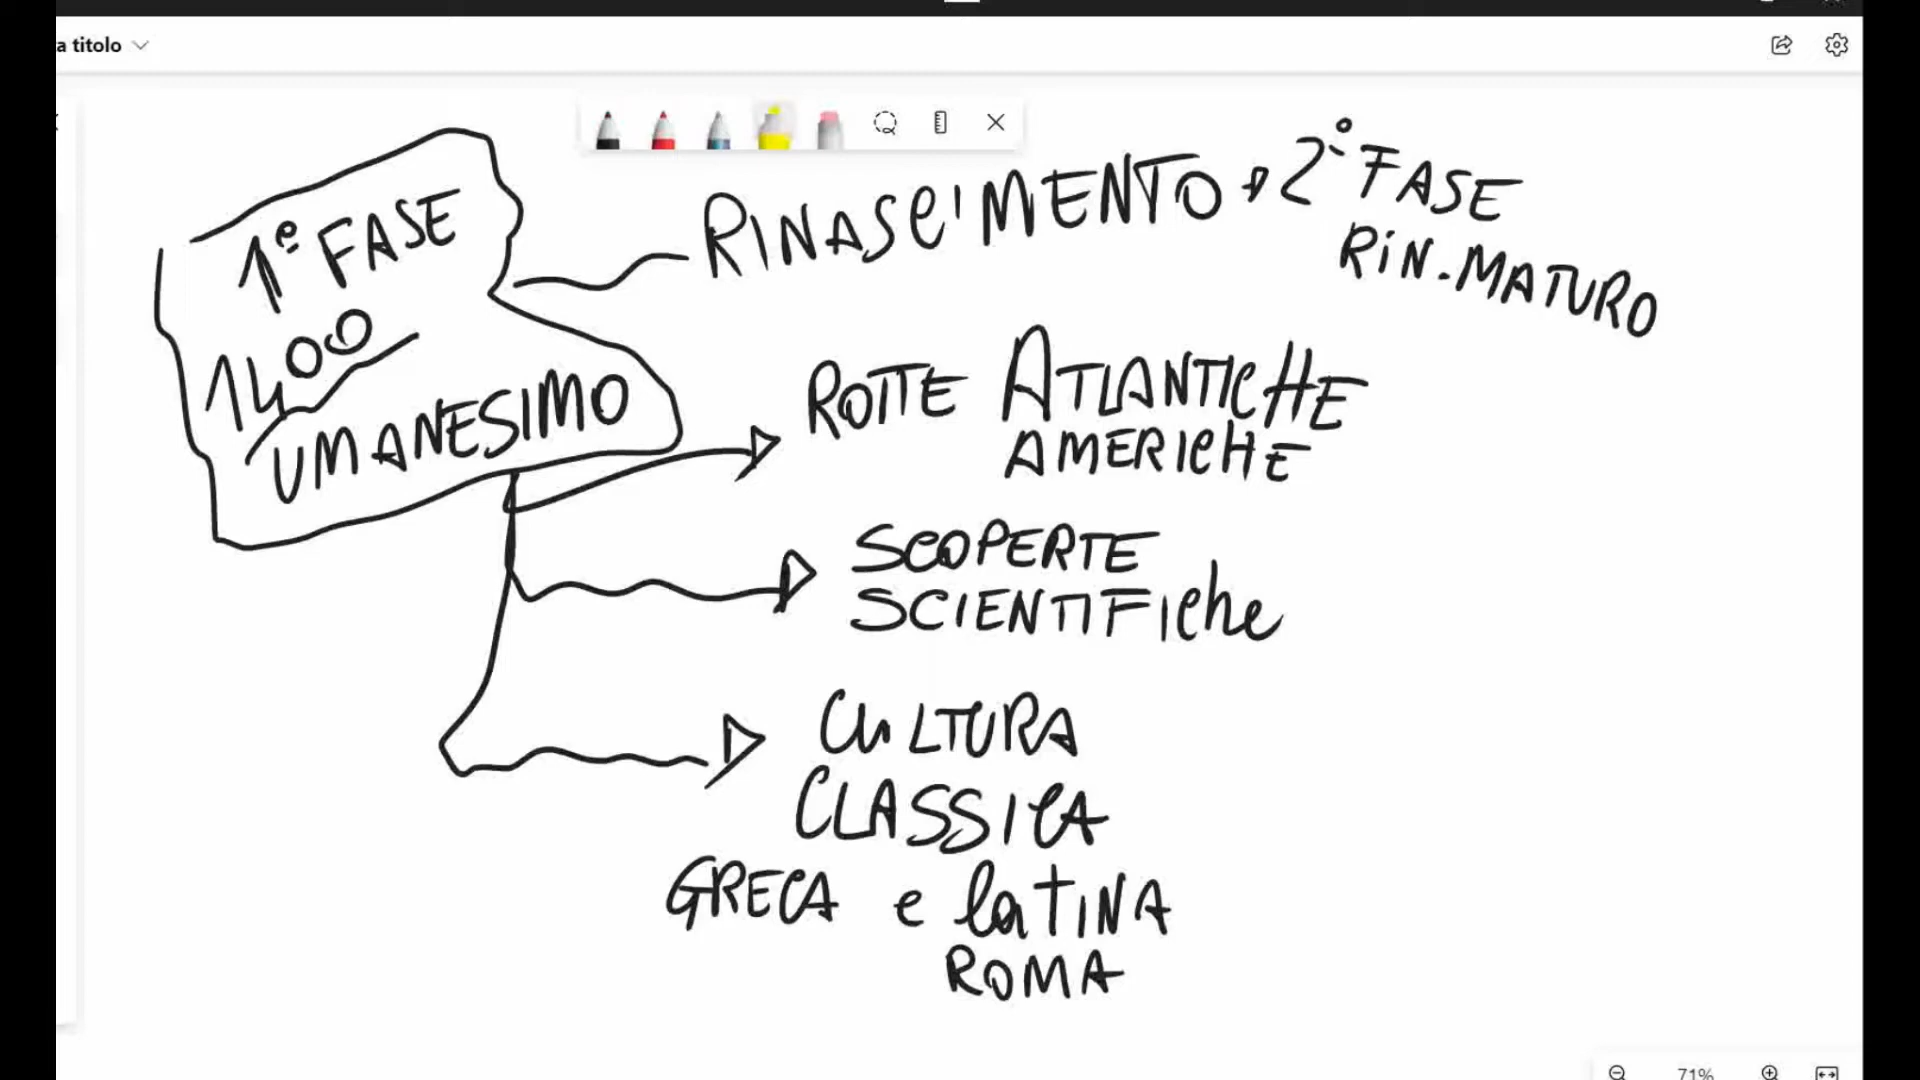 a titolo
1ª FASE
1400
UMANESIMO
RINASCIMENTO
2° FASE
RIN. MATURO
ROTTE ATLANTICHE
AMERICHE
SCOPERTE
SCIENTIFIChe
CULTURA
CLASSICA
GRECA e laTINA
ROMA
71%